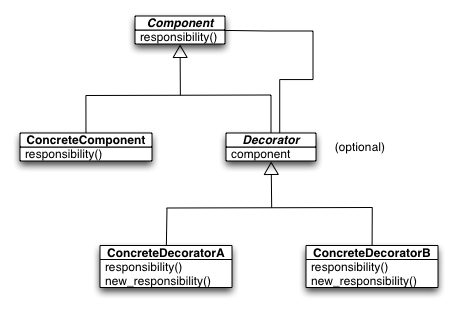 Component
responsibility()
ConcreteComponent
responsibility()
Decorator
component
(optional)
ConcreteDecoratorA
responsibility()
new_responsibility()
ConcreteDecoratorB
responsibility()
new_responsibility()